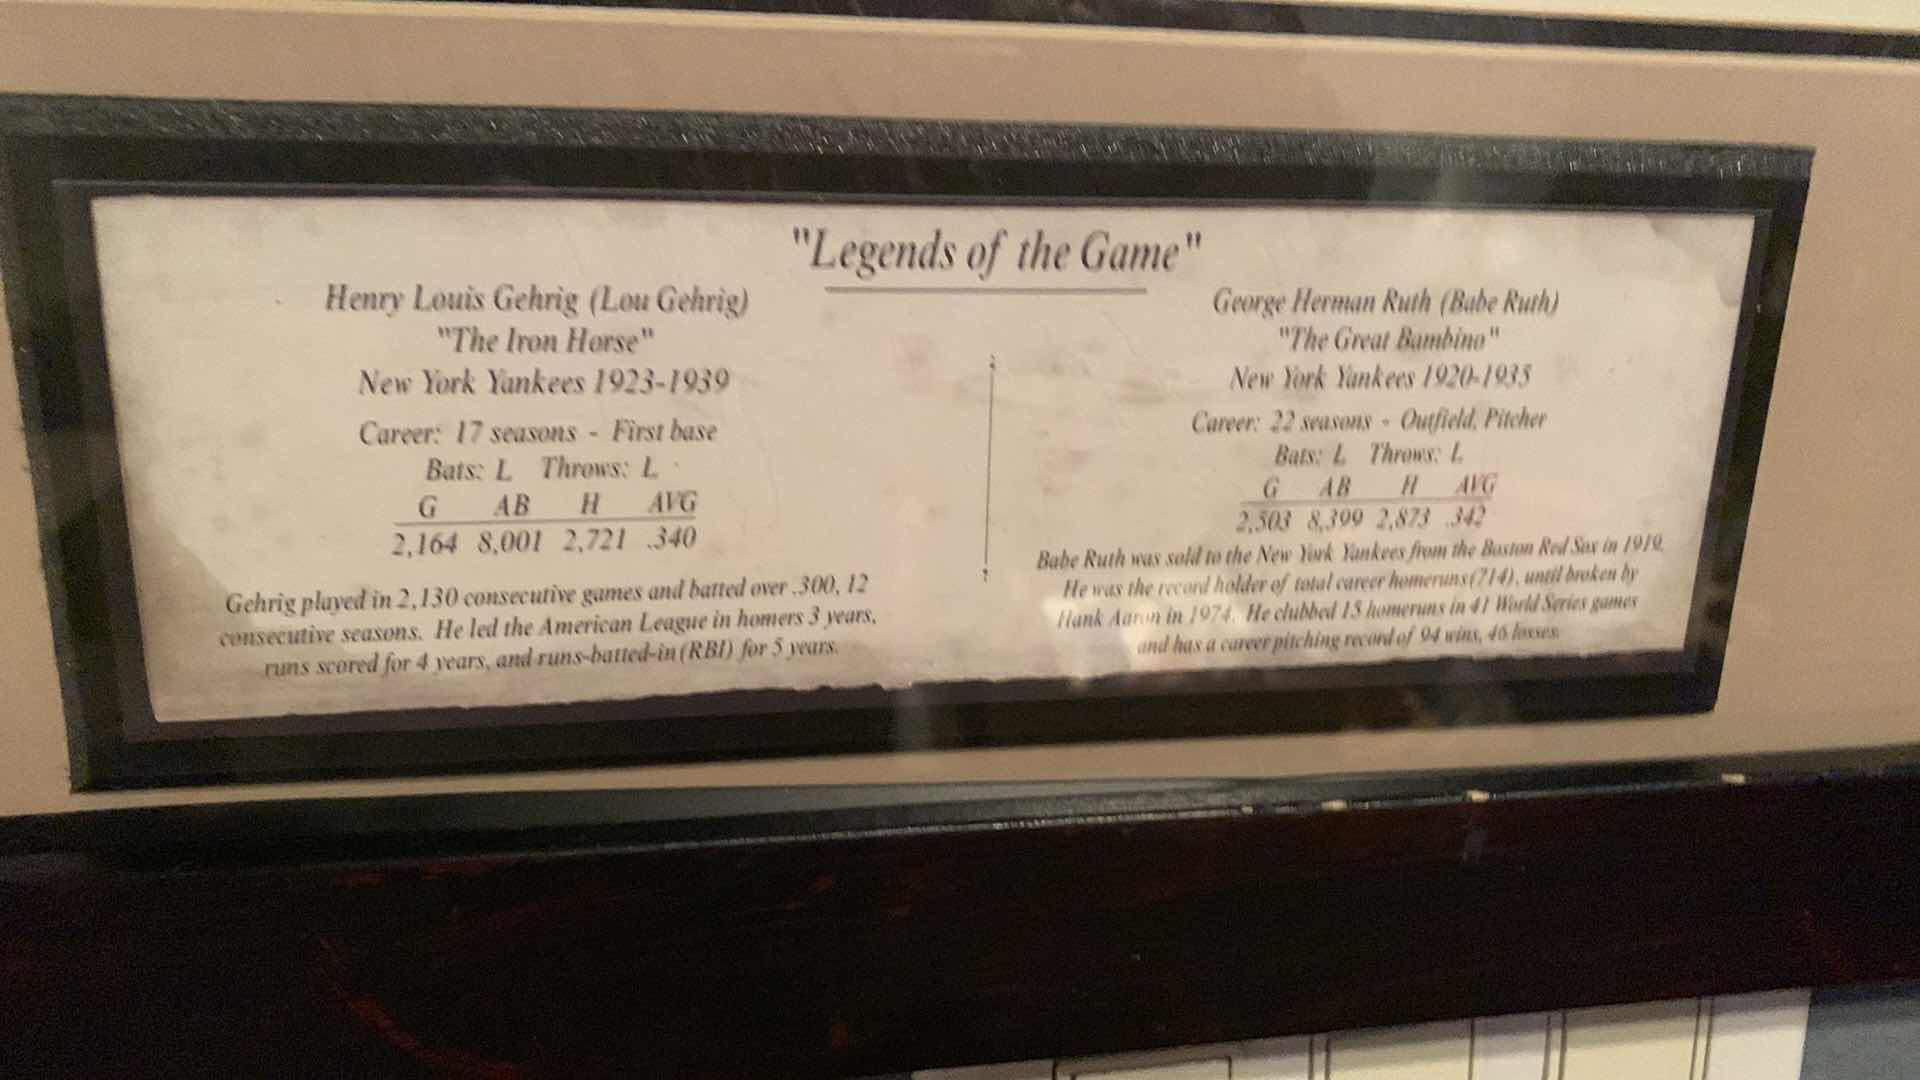 "Legends of the Game"
Henry Louis Gehrig (Lou Gehrig)
"The Iron Horse"
New York Yankees 1923-1939
Career: 17 seasons - First base
Bats: L Throws: L
G AB H AVG
2,164 8,001 2,721 .340
Gehrig played in 2,130 consecutive games and batted over .300, 12
consecutive seasons. He led the American League in homers 3 years,
runs scored for 4 years, and runs-batted-in (RBI) for 5 years.
George Herman Ruth (Babe Ruth)
"The Great Bambino"
New York Yankees 1920-1935
Career: 22 seasons - Outfield, Pitcher
Bats: L Throws: L
G AB H AVG
2,503 8,399 2,873 .342
Babe Ruth was sold to the New York Yankees from the Boston Red Sox in 1919.
He was the record holder of total career homeruns (714), until broken by
Hank Aaron in 1974. He clubbed 15 homeruns in 41 World Series games
and has a career pitching record of 94 wins, 46 losses.